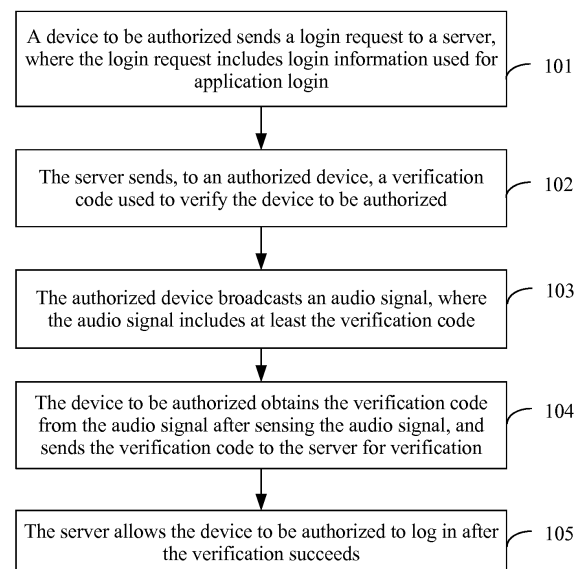 A device to be authorized sends a login request to a server,
where the login request includes login information used for
application login
101
The server sends, to an authorized device, a verification
code used to verify the device to be authorized
102
The authorized device broadcasts an audio signal, where
the audio signal includes at least the verification code
103
The device to be authorized obtains the verification code
from the audio signal after sensing the audio signal, and
sends the verification code to the server for verification
104
The server allows the device to be authorized to log in after
the verification succeeds
105